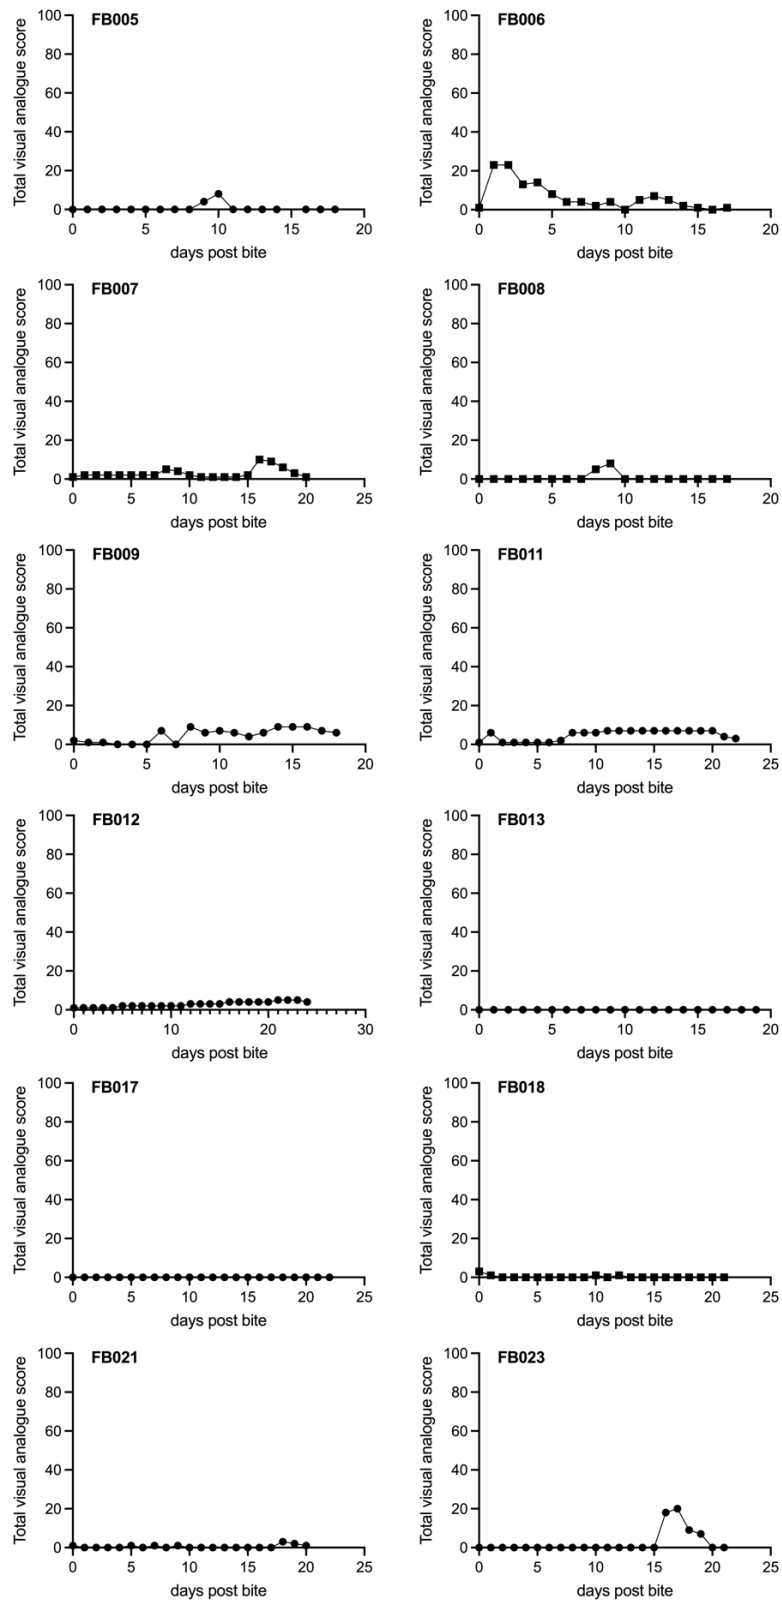 FB005
Total visual analogue score
100
80
60
40
20
0
0 5 10 15 20
days post bite
FB006
Total visual analogue score
100
80
60
40
20
0
0 5 10 15 20
days post bite
FB007
Total visual analogue score
100
80
60
40
20
0
0 5 10 15 20 25
days post bite
FB008
Total visual analogue score
100
80
60
40
20
0
0 5 10 15 20
days post bite
FB009
Total visual analogue score
100
80
60
40
20
0
0 5 10 15 20
days post bite
FB011
Total visual analogue score
100
80
60
40
20
0
0 5 10 15 20 25
days post bite
FB012
Total visual analogue score
100
80
60
40
20
0
0 10 20 30
days post bite
FB013
Total visual analogue score
100
80
60
40
20
0
0 5 10 15 20
days post bite
FB017
Total visual analogue score
100
80
60
40
20
0
0 5 10 15 20 25
days post bite
FB018
Total visual analogue score
100
80
60
40
20
0
0 5 10 15 20 25
days post bite
FB021
Total visual analogue score
100
80
60
40
20
0
0 5 10 15 20 25
days post bite
FB023
Total visual analogue score
100
80
60
40
20
0
0 5 10 15 20 25
days post bite